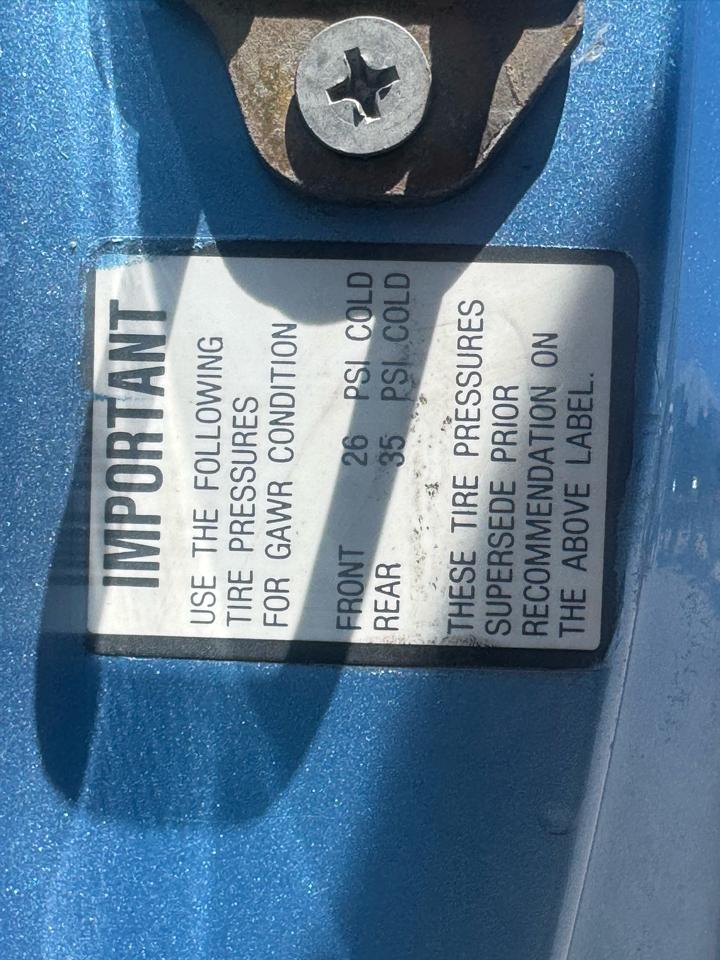 IMPORTANT
USE THE FOLLOWING
TIRE PRESSURES
FOR GAWR CONDITION
FRONT 26 PSI COLD
REAR 35 PSI COLD
THESE TIRE PRESSURES
SUPERSEDE PRIOR
RECOMMENDATION ON
THE ABOVE LABEL.